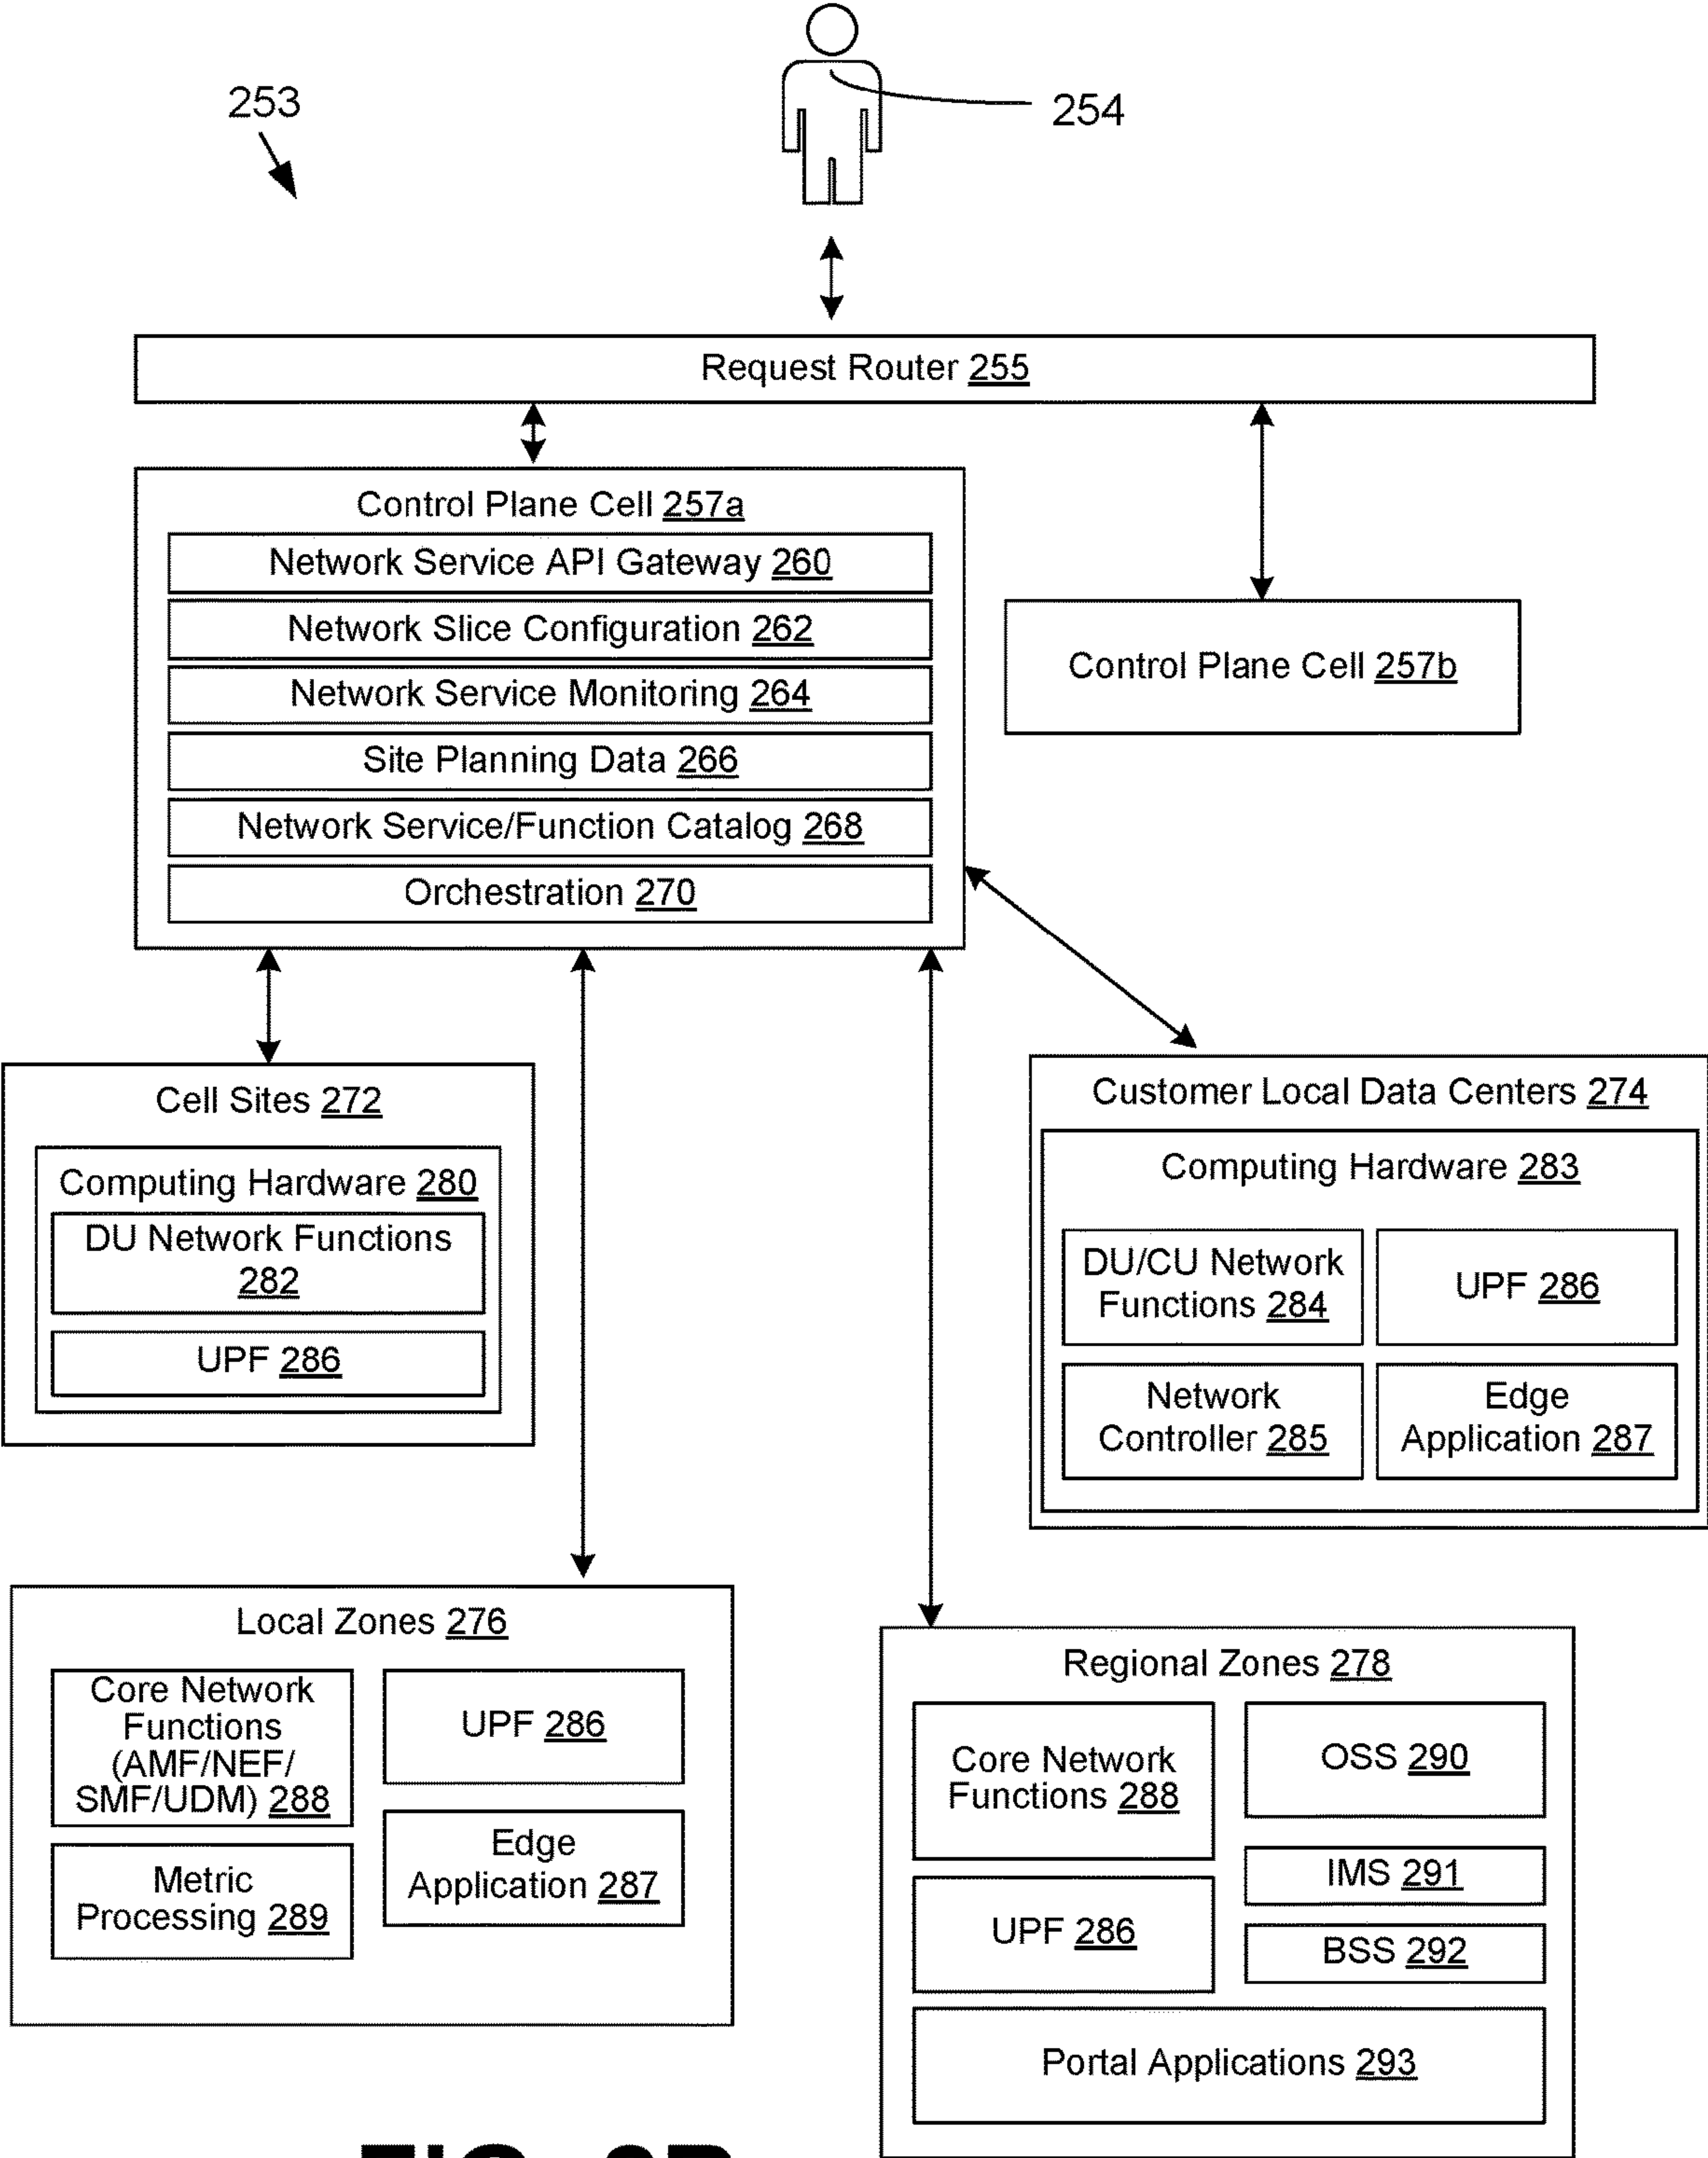 253
254
Request Router 255
Control Plane Cell 257a
Network Service API Gateway 260
Network Slice Configuration 262
Network Service Monitoring 264
Site Planning Data 266
Network Service/Function Catalog 268
Orchestration 270
Control Plane Cell 257b
Cell Sites 272
Computing Hardware 280
DU Network Functions
282
UPF 286
Customer Local Data Centers 274
Computing Hardware 283
DU/CU Network
Functions 284
UPF 286
Network
Controller 285
Edge
Application 287
Local Zones 276
Core Network
Functions
(AMF/NEF/
SMF/UDM) 288
UPF 286
Metric
Processing 289
Edge
Application 287
Regional Zones 278
Core Network
Functions 288
OSS 290
IMS 291
UPF 286
BSS 292
Portal Applications 293